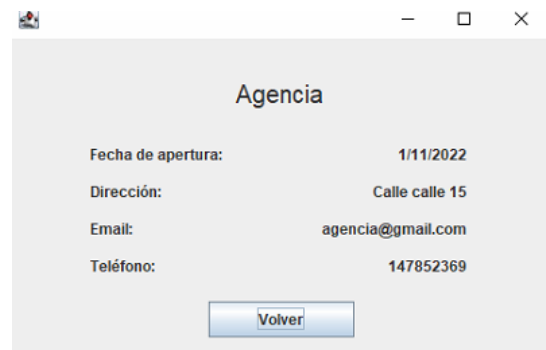 Agencia
Fecha de apertura: 1/11/2022
Dirección: Calle calle 15
Email: agencia@gmail.com
Teléfono: 147852369
Volver